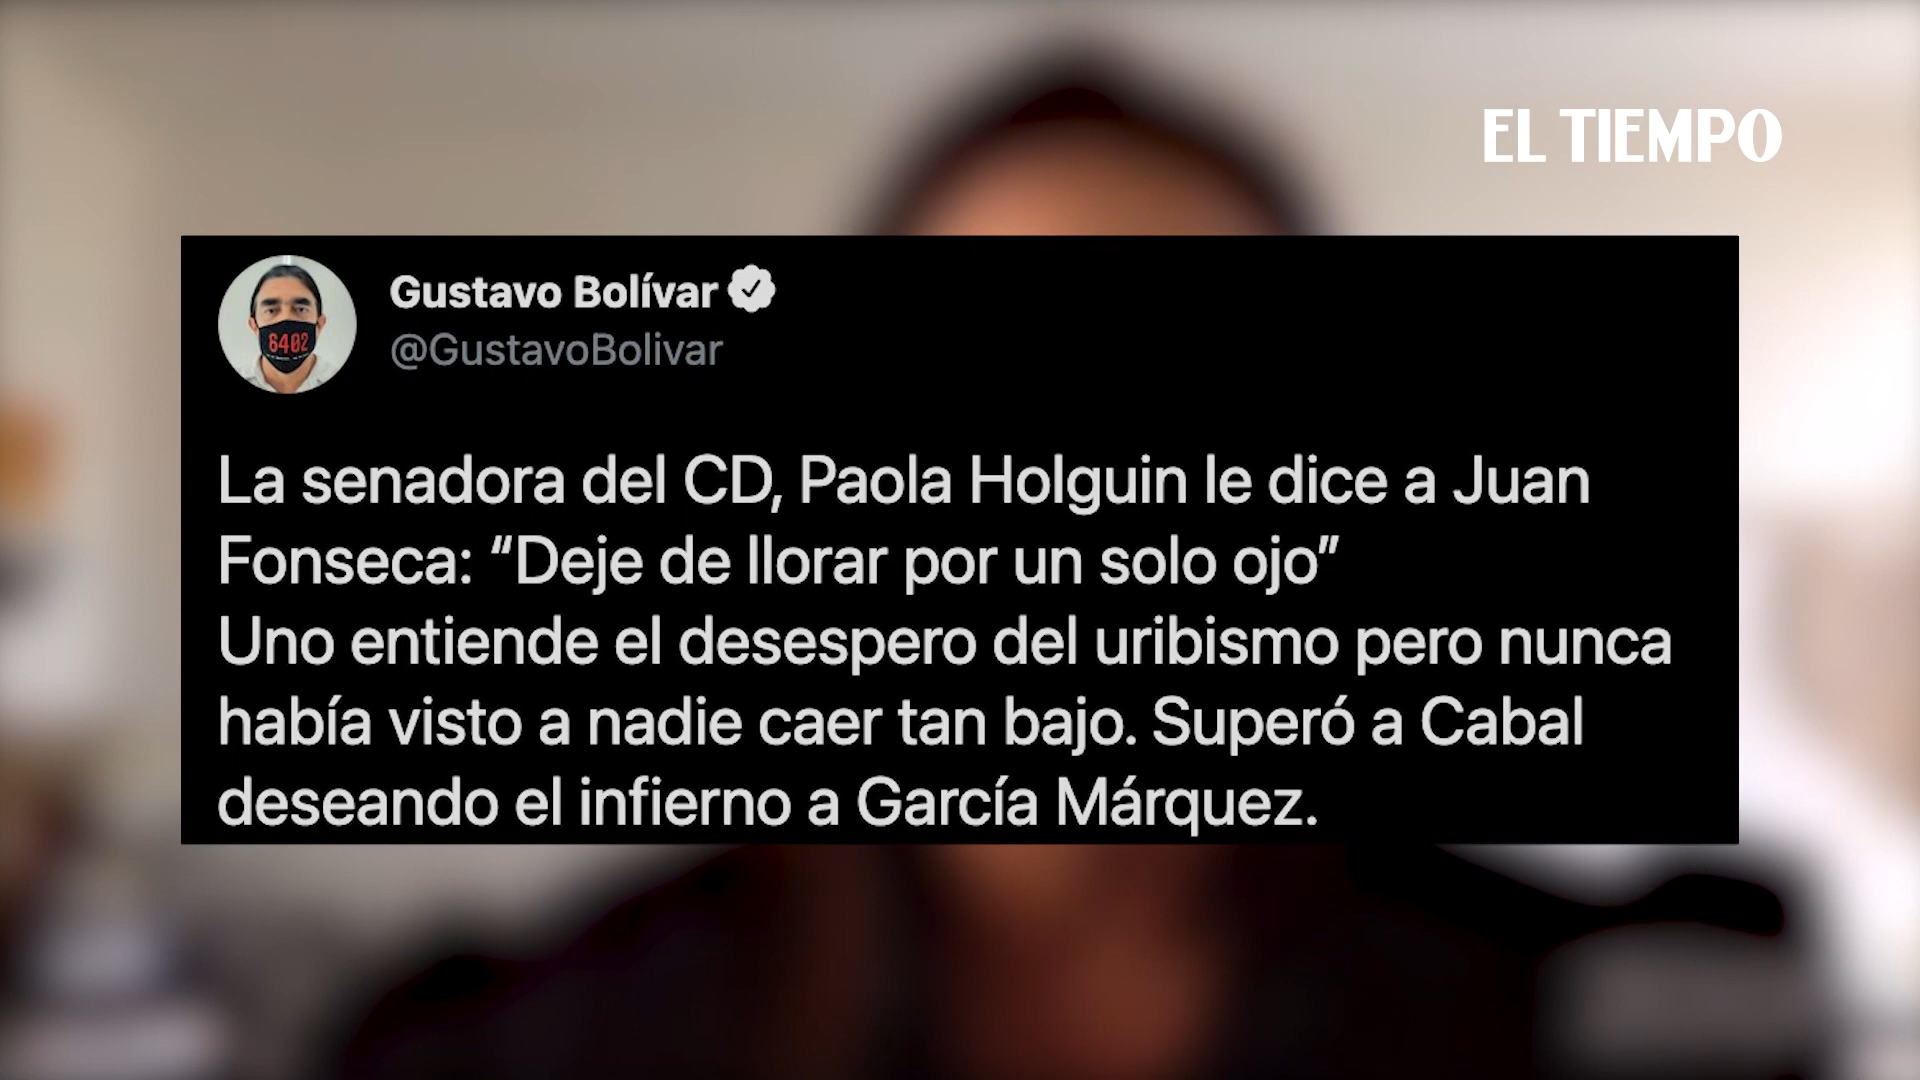 EL TIEMPO
Gustavo Bolívar
@GustavoBolivar
6402
La senadora del CD, Paola Holguin le dice a Juan
Fonseca: “Deje de llorar por un solo ojo”
Uno entiende el desespero del uribismo pero nunca
había visto a nadie caer tan bajo. Superó a Cabal
deseando el infierno a García Márquez.